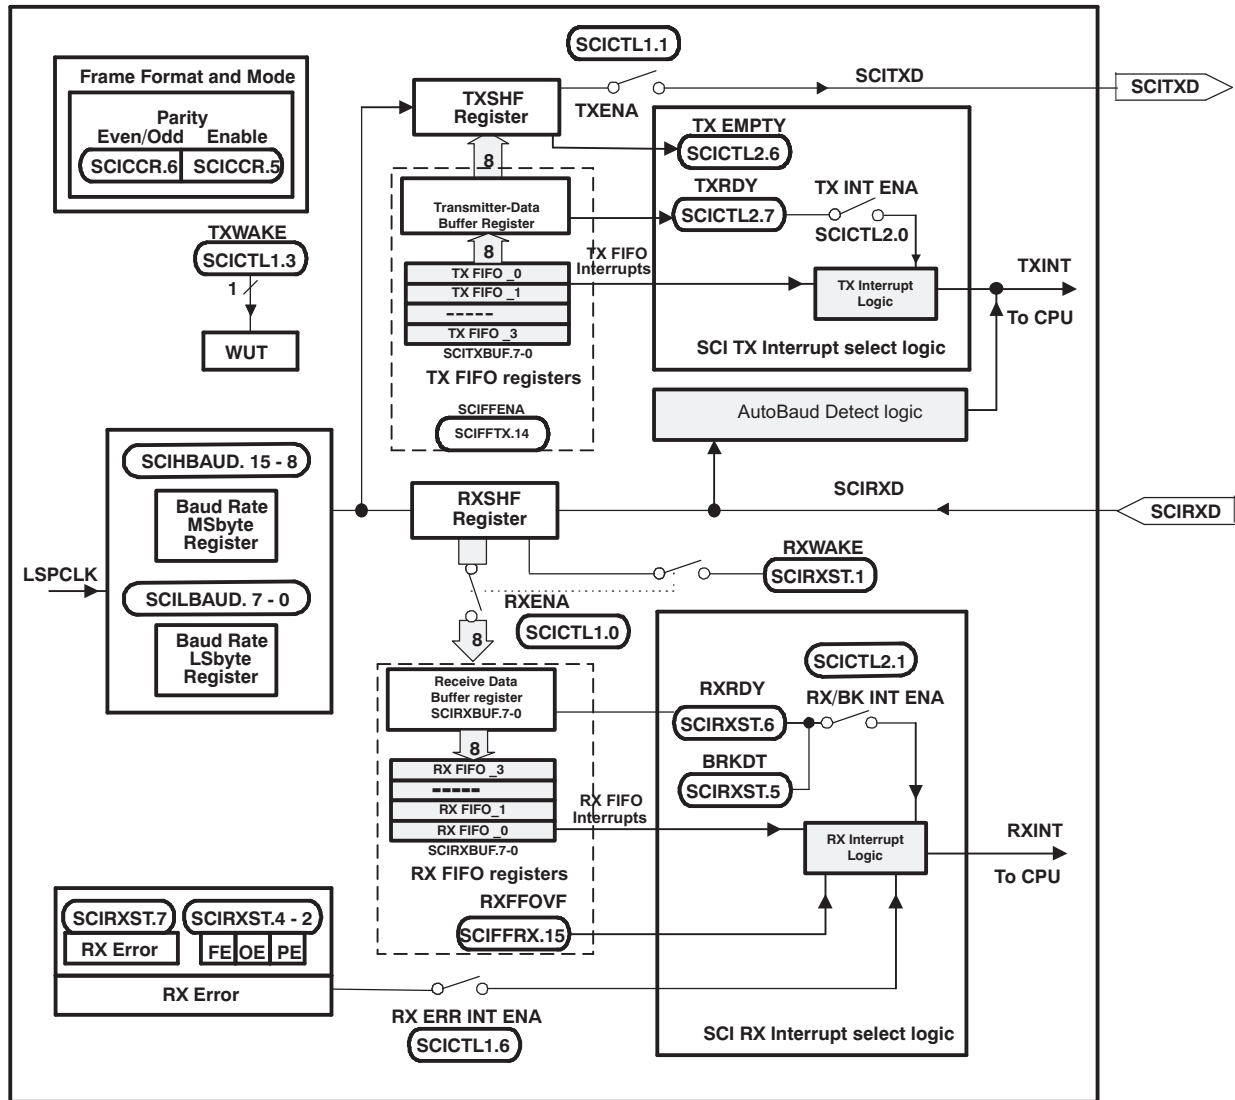 SCICTL1.1
SCITXD
SCITXD
TXENA
Frame Format and Mode
Parity
Even/Odd Enable
SCICCR.6 SCICCR.5
TXSHF
Register
8
TX EMPTY
SCICTL2.6
TXRDY
SCICTL2.7
TX INT ENA
SCICTL2.0
Transmitter-Data
Buffer Register
8
TX FIFO
Interrupts
TX FIFO _0
TX FIFO _1
-----
TX FIFO _3
SCITXBUF.7-0
TX FIFO registers
SCIFFENA
SCIFFTX.14
TX Interrupt
Logic
TXINT
To CPU
SCI TX Interrupt select logic
TXWAKE
SCICTL1.3
1
WUT
AutoBaud Detect logic
SCIHBAUD. 15 - 8
Baud Rate
MSbyte
Register
LSPCLK
SCILBAUD. 7 - 0
Baud Rate
LSbyte
Register
RXSHF
Register
SCIRXD
SCIRXD
RXWAKE
SCIRXST.1
RXENA
SCICTL1.0
8
Receive Data
Buffer register
SCIRXBUF.7-0
8
RX FIFO _3
-----
RX FIFO_1
RX FIFO _0
SCIRXBUF.7-0
RX FIFO registers
RX FIFO
Interrupts
SCICTL2.1
RX/BK INT ENA
RXRDY
SCIRXST.6
BRKDT
SCIRXST.5
RX Interrupt
Logic
RXINT
To CPU
RXFFOVF
SCIFFRX.15
SCIRXST.7 SCIRXST.4 - 2
RX Error FE OE PE
RX Error
RX ERR INT ENA
SCICTL1.6
SCI RX Interrupt select logic